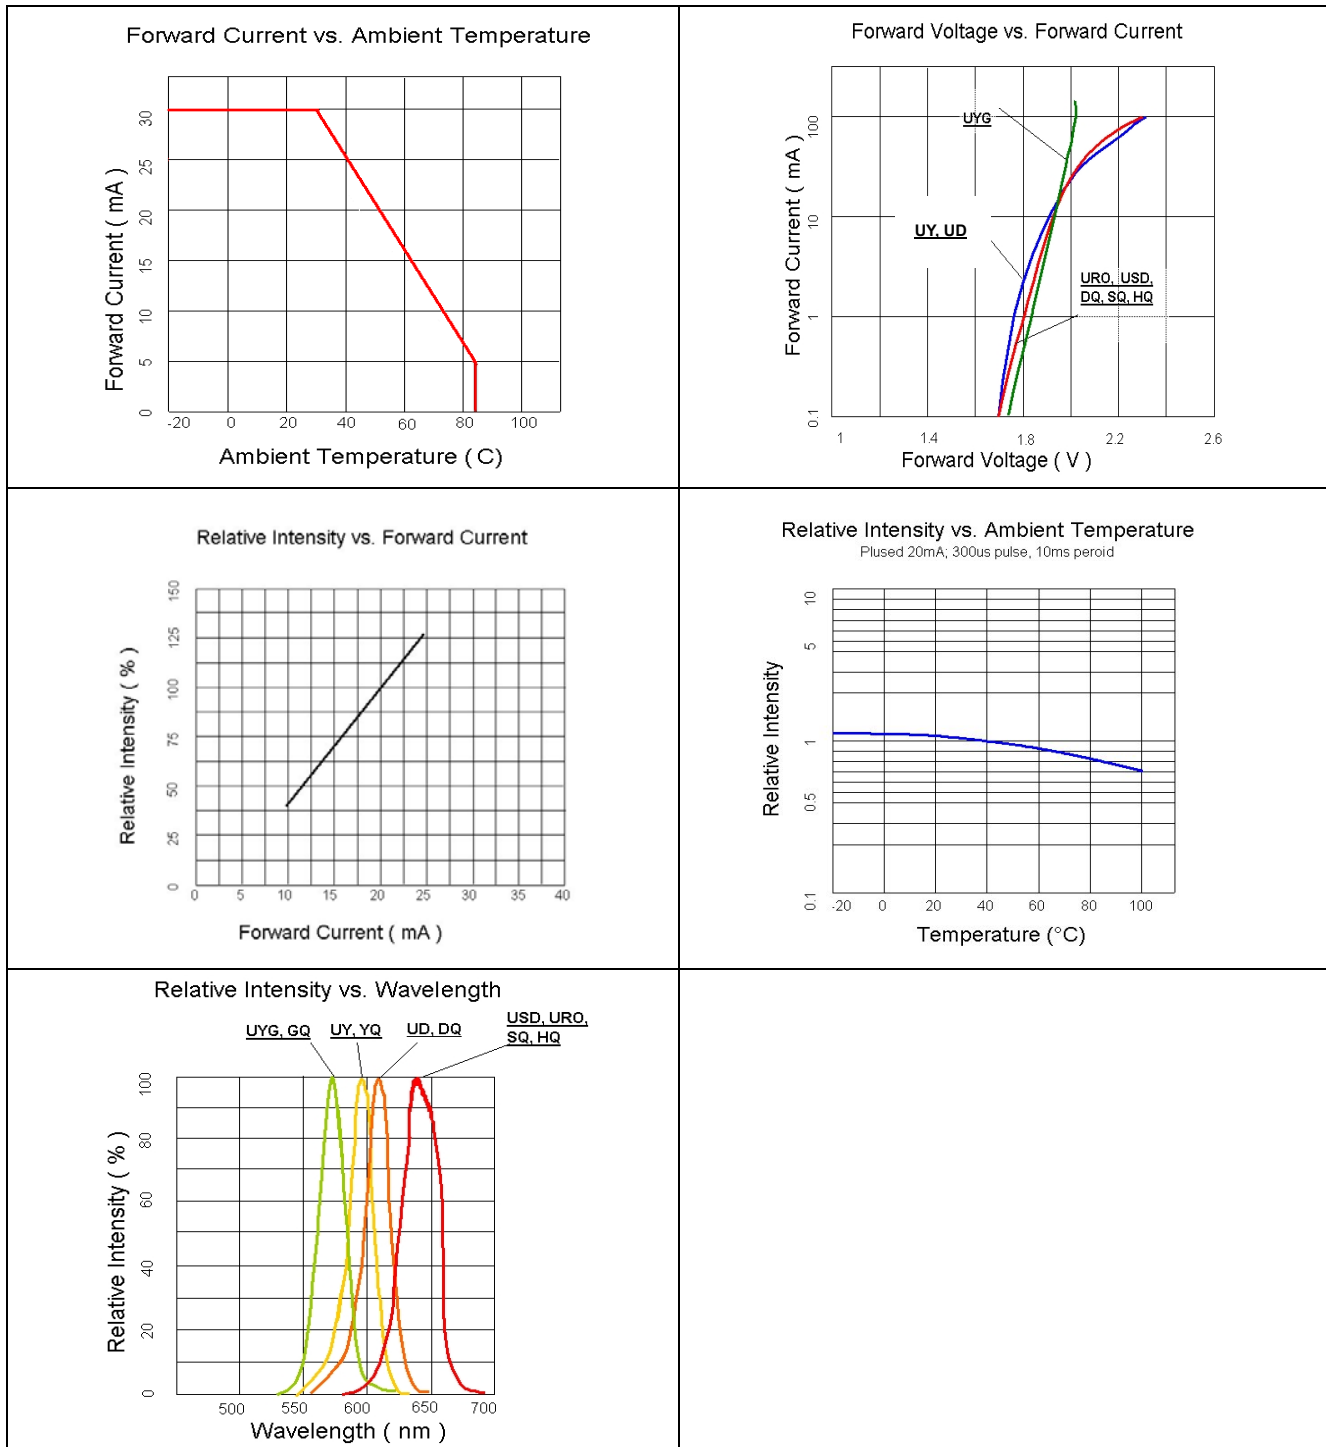 Forward Current vs. Ambient Temperature
Forward Current ( mA )
30
25
20
15
10
5
0
-20 0 20 40 60 80 100
Ambient Temperature ( C)
Forward Voltage vs. Forward Current
Forward Current ( mA )
100
10
1
0.1
UYG
UY, UD
URO, USD,
DQ, SQ, HQ
1 1.4 1.8 2.2 2.6
Forward Voltage ( V )
Relative Intensity vs. Forward Current
Relative Intensity ( % )
150
125
100
75
50
25
0
0 5 10 15 20 25 30 35 40
Forward Current ( mA )
Relative Intensity vs. Ambient Temperature
Plused 20mA; 300us pulse, 10ms peroid
Relative Intensity
10
5
1
0.5
0.1
-20 0 20 40 60 80 100
Temperature (°C)
Relative Intensity vs. Wavelength
UYG, GQ UY, YQ UD, DQ USD, URO,
SQ, HQ
Relative Intensity ( % )
100
80
60
40
20
0
500 550 600 650 700
Wavelength ( nm )